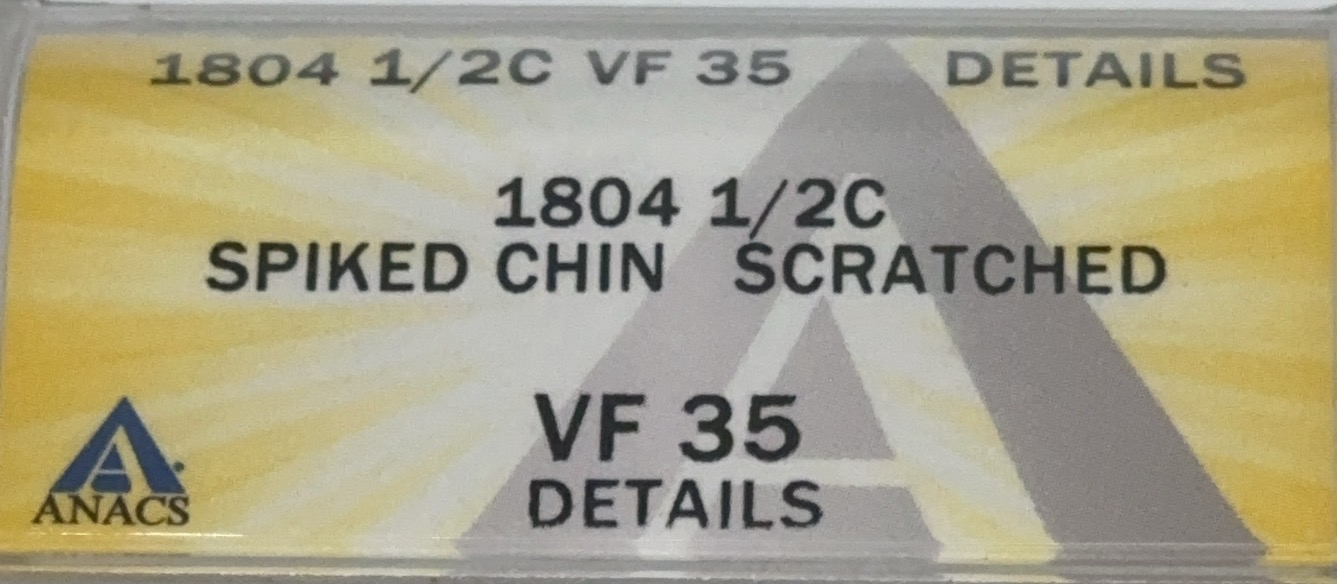 1804 1/2C VF 35 DETAILS
1804 1/2C
SPIKED CHIN SCRATCHED
VF 35
DETAILS
ANACS